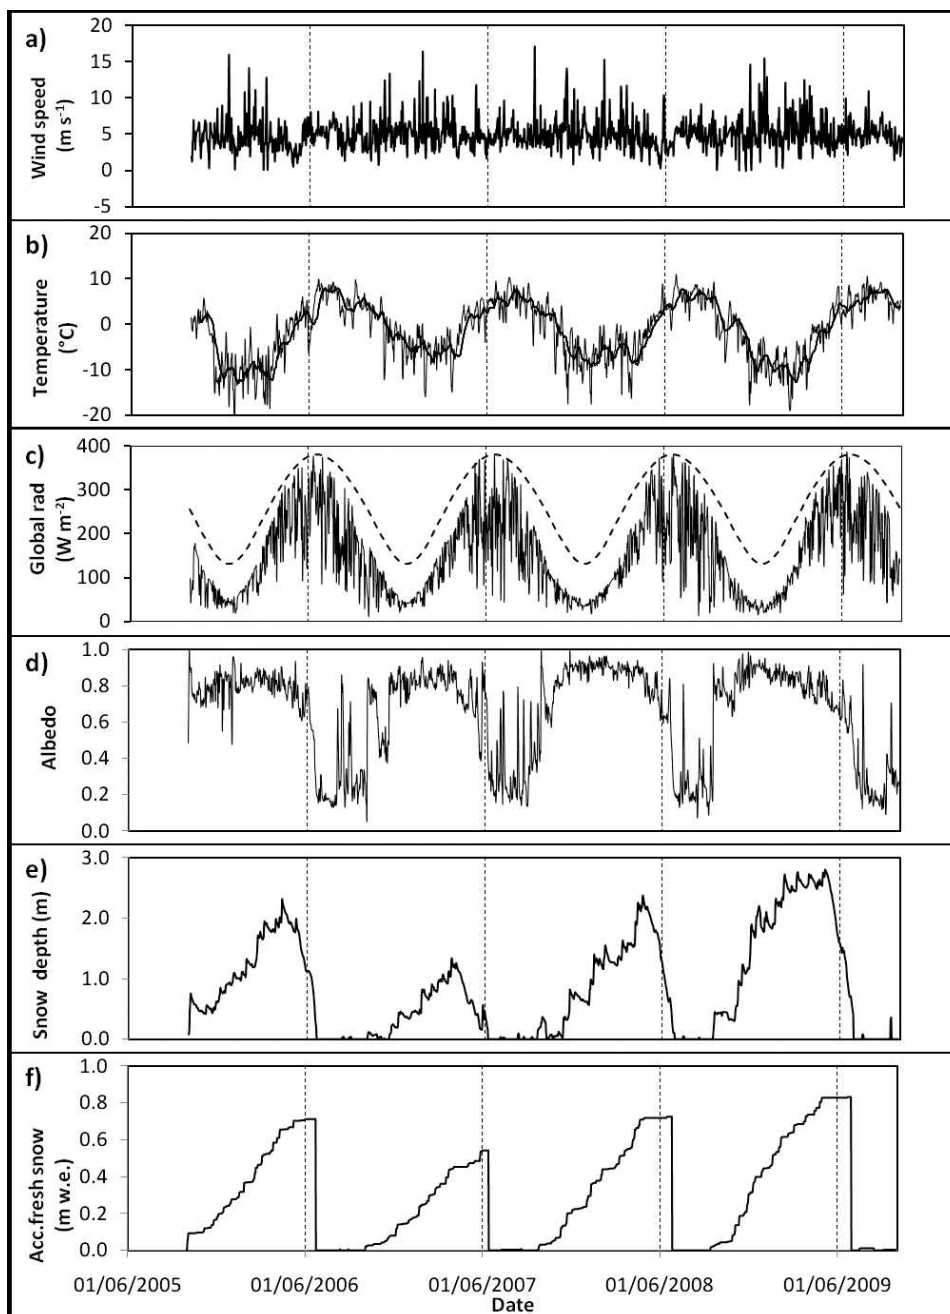 a)
Wind speed
(m s⁻¹)
20
15
10
5
0
-5
b)
Temperature
(°C)
20
10
0
-10
-20
c)
Global rad
(W m⁻²)
400
300
200
100
0
d)
Albedo
1.0
0.8
0.6
0.4
0.2
0.0
e)
Snow depth (m)
3.0
2.0
1.0
0.0
f)
Acc.fresh snow
(m w.e.)
1.0
0.8
0.6
0.4
0.2
0.0
01/06/2005 01/06/2006 01/06/2007 01/06/2008 01/06/2009
Date